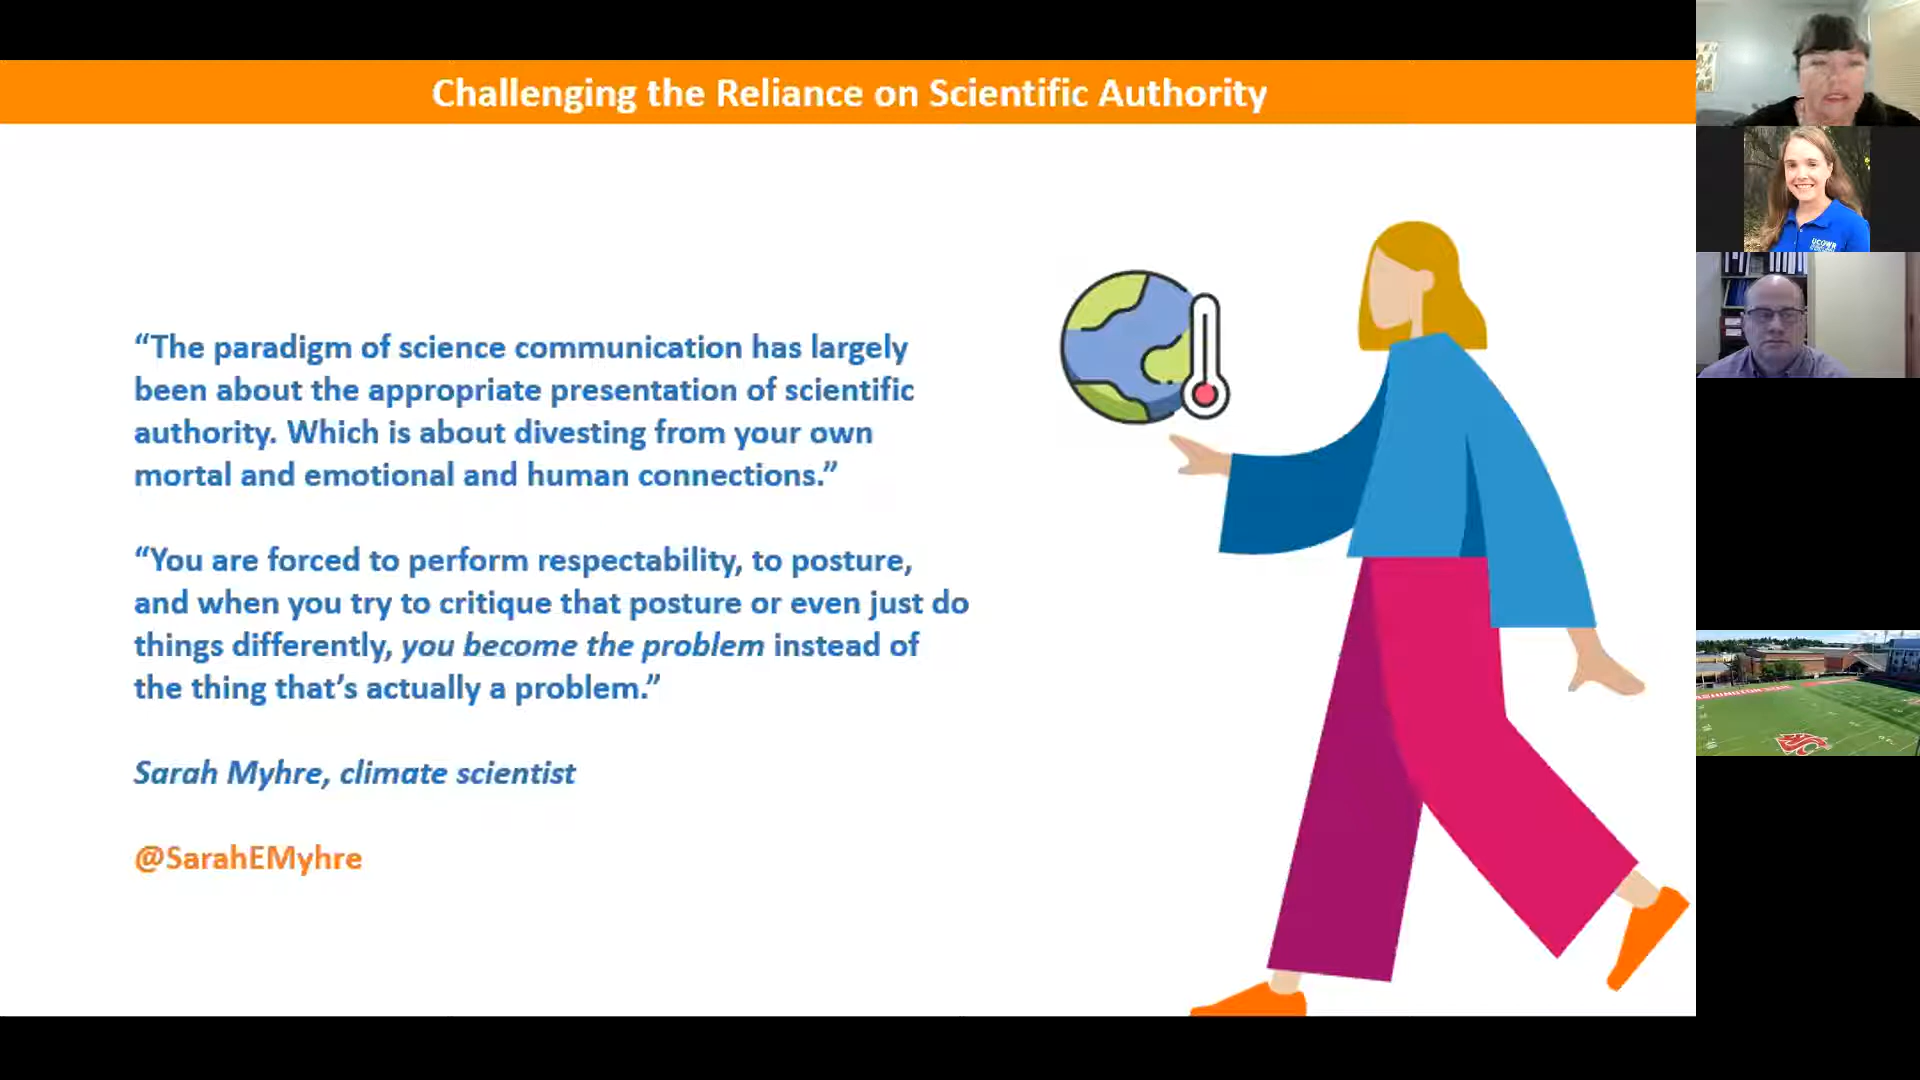 Challenging the Reliance on Scientific Authority
“The paradigm of science communication has largely
been about the appropriate presentation of scientific
authority. Which is about divesting from your own
mortal and emotional and human connections.”
“You are forced to perform respectability, to posture,
and when you try to critique that posture or even just do
things differently, you become the problem instead of
the thing that’s actually a problem.”
Sarah Myhre, climate scientist
@SarahEMyhre
UCOWR